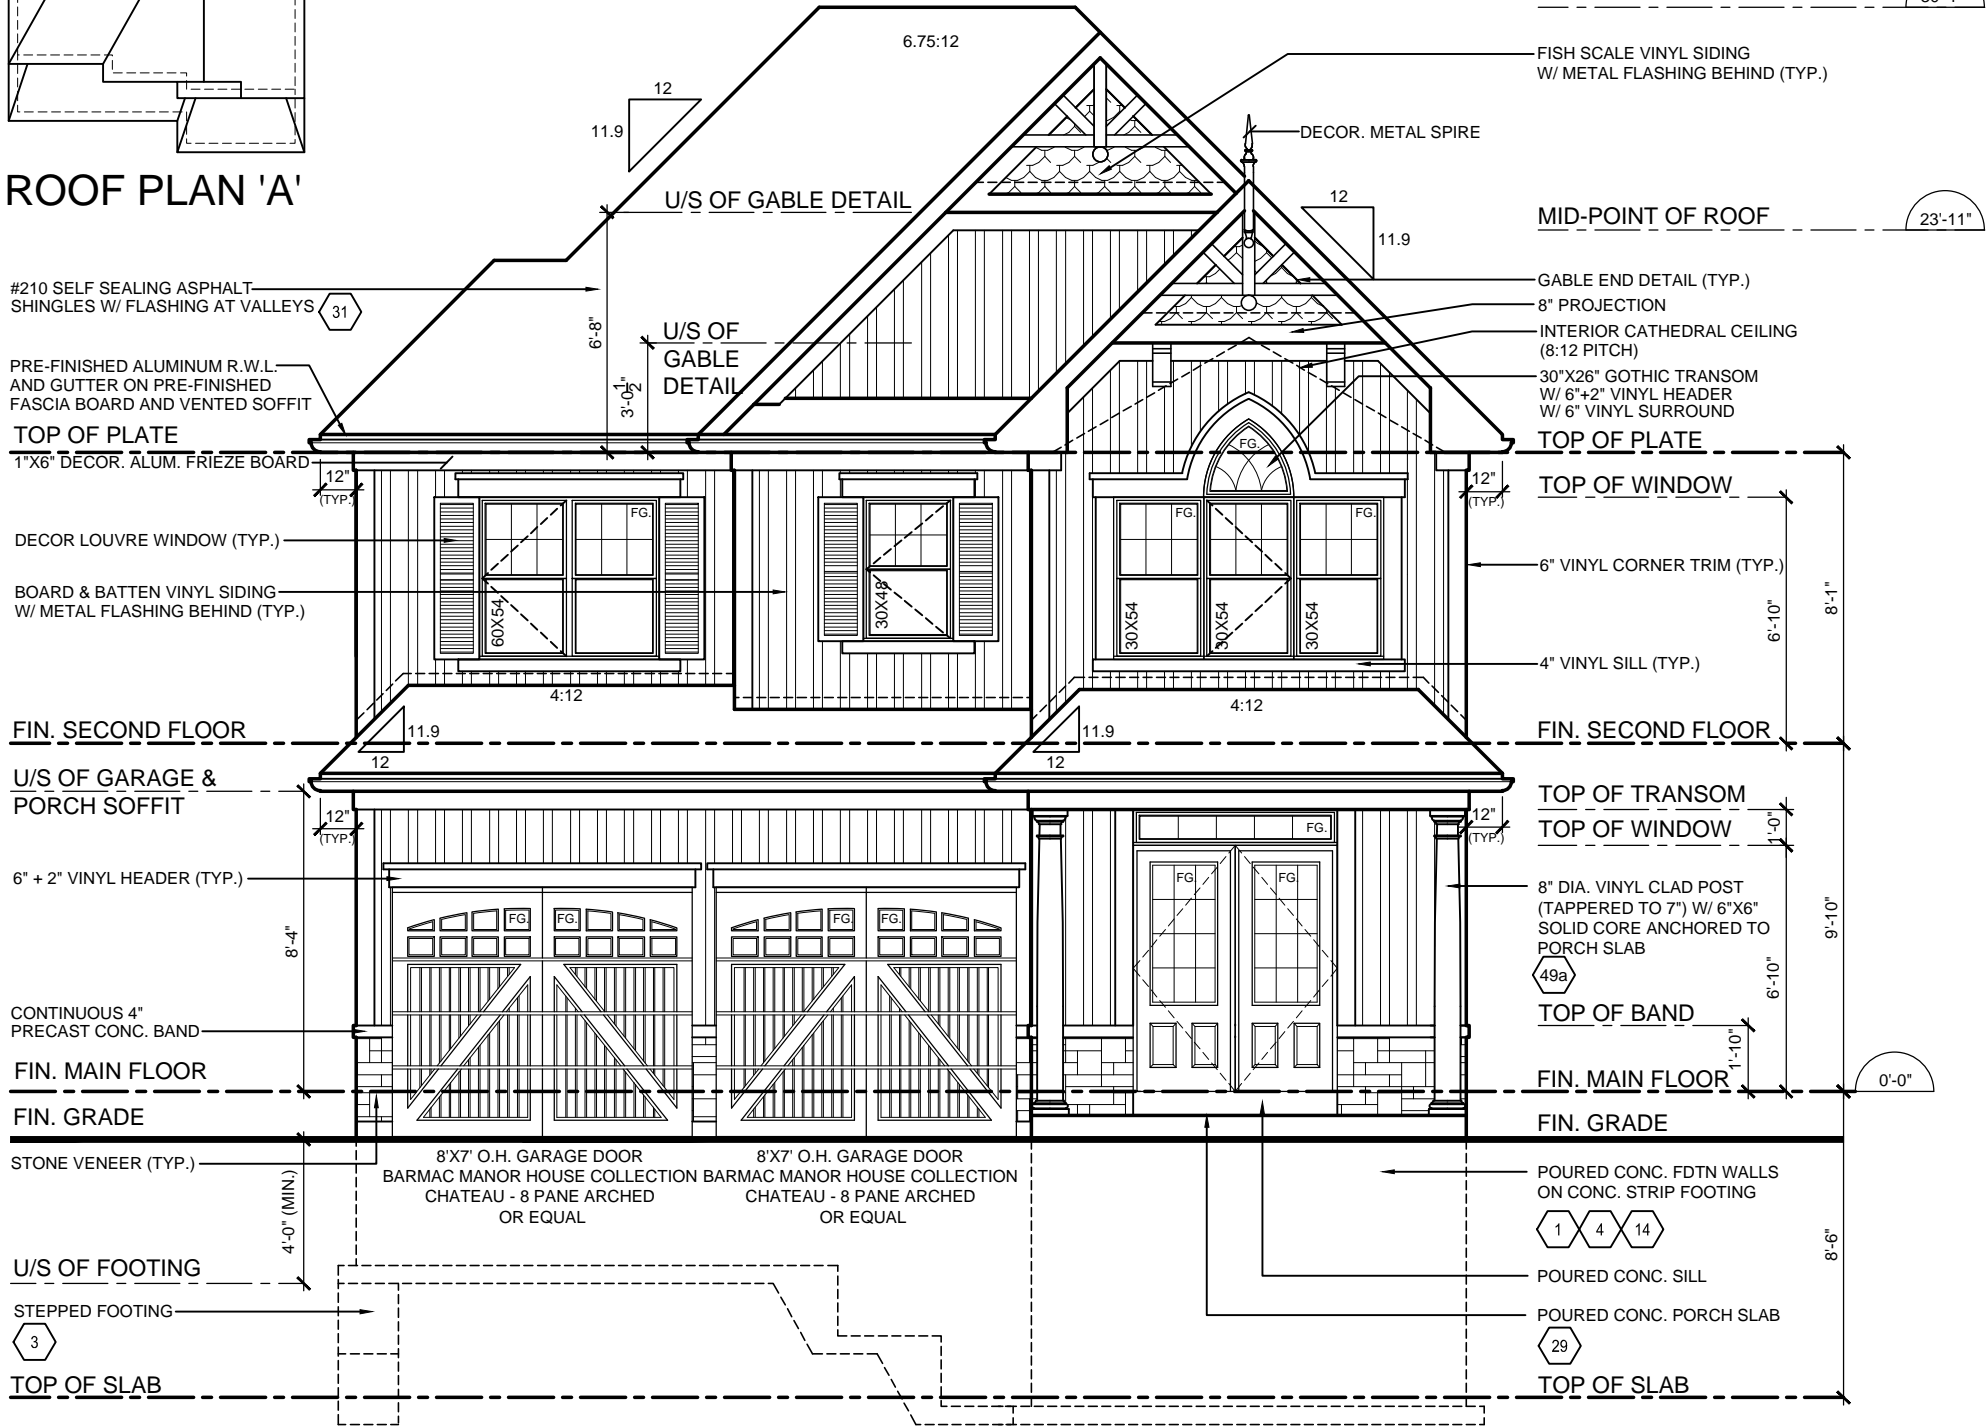 ROOF PLAN 'A'
#210 SELF SEALING ASPHALT
SHINGLES W/ FLASHING AT VALLEYS
31
PRE-FINISHED ALUMINUM R.W.L.
AND GUTTER ON PRE-FINISHED
FASCIA BOARD AND VENTED SOFFIT
TOP OF PLATE
1"X6" DECOR. ALUM. FRIEZE BOARD
12"
(TYP.)
DECOR LOUVRE WINDOW (TYP.)
BOARD & BATTEN VINYL SIDING
W/ METAL FLASHING BEHIND (TYP.)
FIN. SECOND FLOOR
U/S OF GARAGE &
PORCH SOFFIT
12"
(TYP.)
6" + 2" VINYL HEADER (TYP.)
8'-4"
CONTINUOUS 4"
PRECAST CONC. BAND
FIN. MAIN FLOOR
FIN. GRADE
STONE VENEER (TYP.)
4'-0" (MIN.)
U/S OF FOOTING
STEPPED FOOTING
3
TOP OF SLAB
6.75:12
12
11.9
U/S OF GABLE DETAIL
6'-8"
U/S OF
GABLE
DETAIL
3'-0 1/2"
12
11.9
FG.
FG.
60X54
30X48
FG.
FG.
30X54
30X54
30X54
4:12
4:12
11.9
12
11.9
12
FG.
FG.
FG.
FG.
FG.
FG.
FG.
8'X7' O.H. GARAGE DOOR
BARMAC MANOR HOUSE COLLECTION
CHATEAU - 8 PANE ARCHED
OR EQUAL
8'X7' O.H. GARAGE DOOR
BARMAC MANOR HOUSE COLLECTION
CHATEAU - 8 PANE ARCHED
OR EQUAL
FISH SCALE VINYL SIDING
W/ METAL FLASHING BEHIND (TYP.)
DECOR. METAL SPIRE
MID-POINT OF ROOF
23'-11"
GABLE END DETAIL (TYP.)
8" PROJECTION
INTERIOR CATHEDRAL CEILING
(8:12 PITCH)
30"X26" GOTHIC TRANSOM
W/ 6"+2" VINYL HEADER
W/ 6" VINYL SURROUND
TOP OF PLATE
12"
(TYP.)
TOP OF WINDOW
6" VINYL CORNER TRIM (TYP.)
6'-10"
8'-1"
4" VINYL SILL (TYP.)
FIN. SECOND FLOOR
TOP OF TRANSOM
12"
(TYP.)
TOP OF WINDOW
1'-0"
8" DIA. VINYL CLAD POST
(TAPPERED TO 7") W/ 6"X6"
SOLID CORE ANCHORED TO
PORCH SLAB
49a
9'-10"
6'-10"
TOP OF BAND
1'-10"
FIN. MAIN FLOOR
0'-0"
FIN. GRADE
POURED CONC. FDTN WALLS
ON CONC. STRIP FOOTING
1 4 14
8'-6"
POURED CONC. SILL
POURED CONC. PORCH SLAB
29
TOP OF SLAB